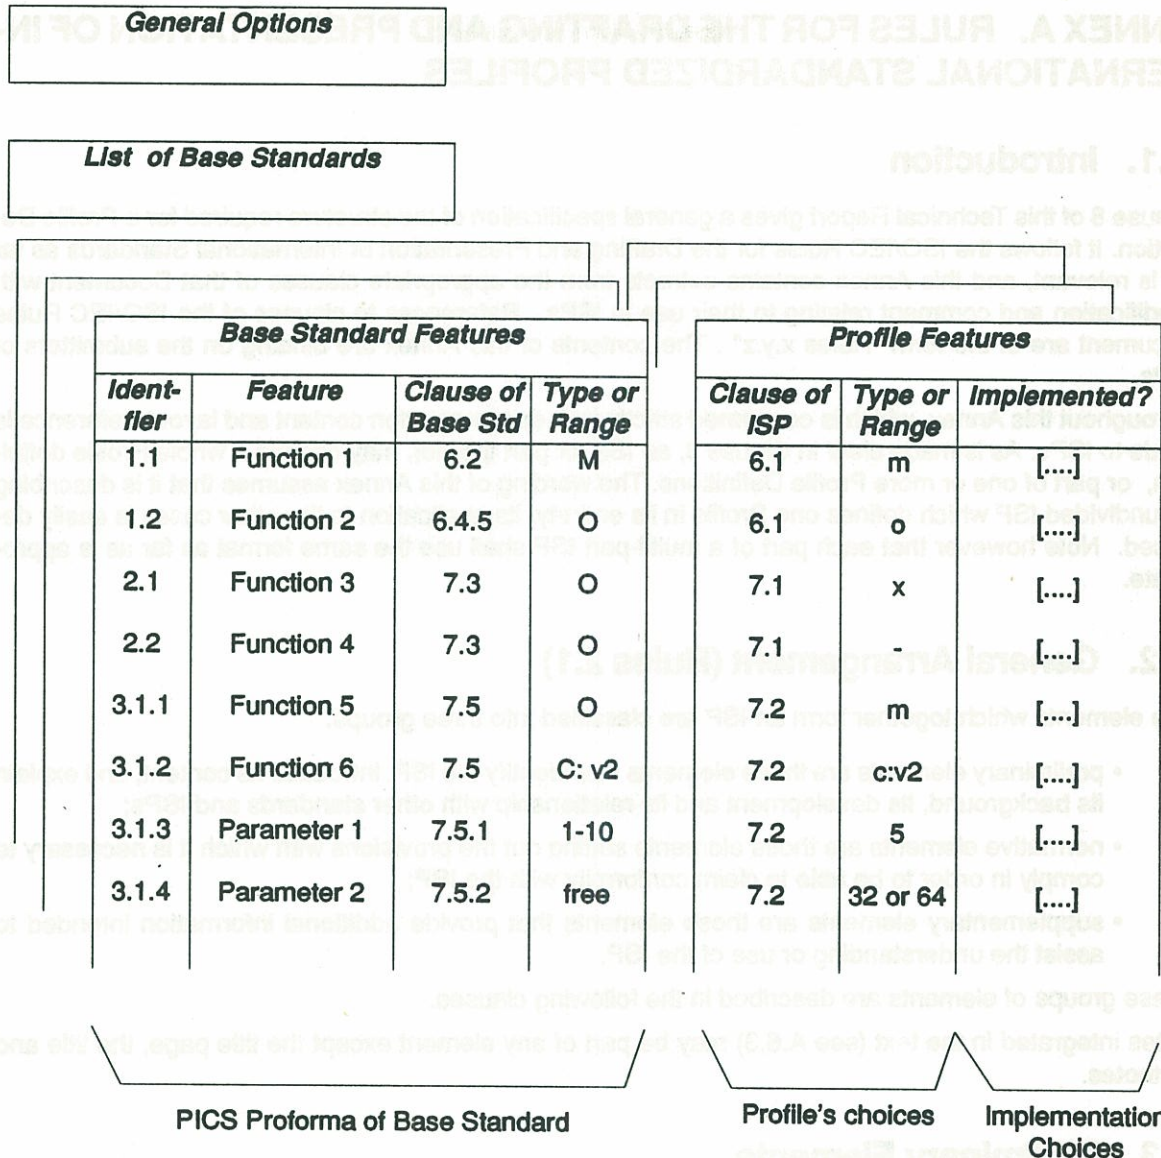 General Options
List of Base Standards
Base Standard Features Profile Features
Ident- Feature Clause of Type or Clause of Type or Implemented?
fier Base Std Range ISP Range
1.1 Function 1 6.2 M 6.1 m [....]
1.2 Function 2 6.4.5 O 6.1 o [....]
2.1 Function 3 7.3 O 7.1 x [....]
2.2 Function 4 7.3 O 7.1 - [....]
3.1.1 Function 5 7.5 O 7.2 m [....]
3.1.2 Function 6 7.5 C: v2 7.2 c:v2 [....]
3.1.3 Parameter 1 7.5.1 1-10 7.2 5 [....]
3.1.4 Parameter 2 7.5.2 free 7.2 32 or 64 [....]
PICS Proforma of Base Standard Profile's choices Implementation
Choices